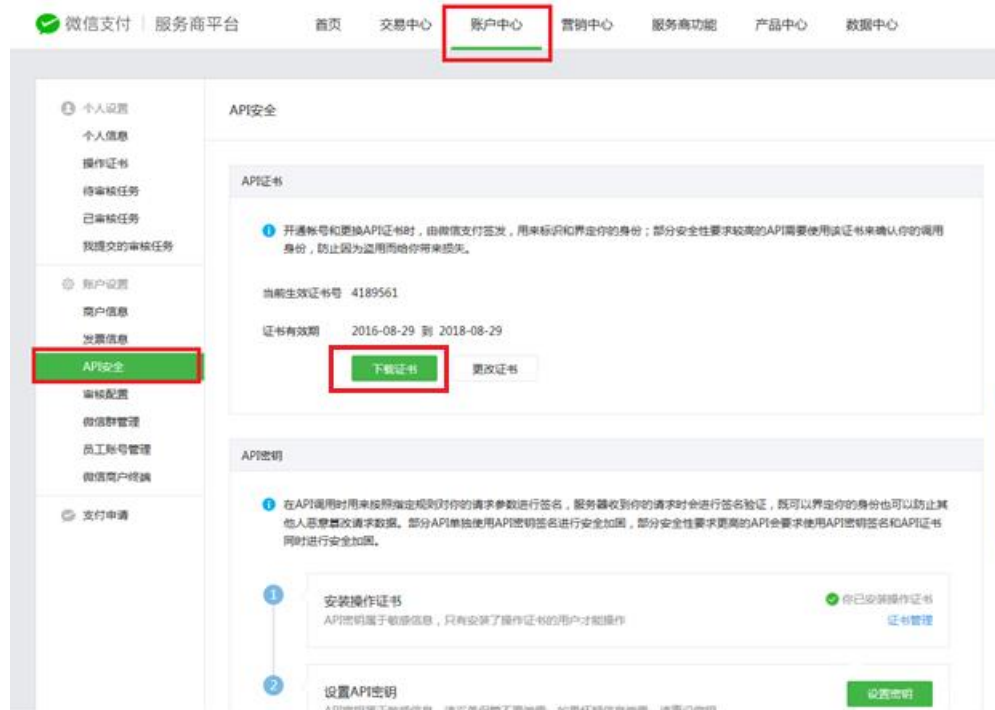 微信支付 服务商平台 首页 交易中心 账户中心 营销中心 服务商功能 产品中心 数据中心
个人设置
个人信息
操作证书
待审核任务
已审核任务
我提交的审核任务
账户设置
商户信息
发票信息
API安全
审核配置
微信群管理
员工账号管理
微信商户终端
支付申请
API安全
API证书
开通帐号和更换API证书时，由微信支付签发，用来标识和界定你的身份；部分安全性要求较高的API需要使用该证书来确认你的调用
身份，防止因为盗用而给你带来损失。
当前生效证书号 4189561
证书有效期 2016-08-29 到 2018-08-29
下载证书 更改证书
API密钥
在API调用时用来按照指定规则对你的请求参数进行签名，服务器收到你的请求时会进行签名验证，既可以界定你的身份也可以防止其
他人恶意篡改请求数据。部分API单独使用API密钥签名进行安全加固，部分安全性要求更高的API会要求使用API密钥签名和API证书
同时进行安全加固。
1
安装操作证书 你已安装操作证书
API密钥属于敏感信息，只有安装了操作证书的用户才能操作 证书管理
2
设置API密钥 设置密钥